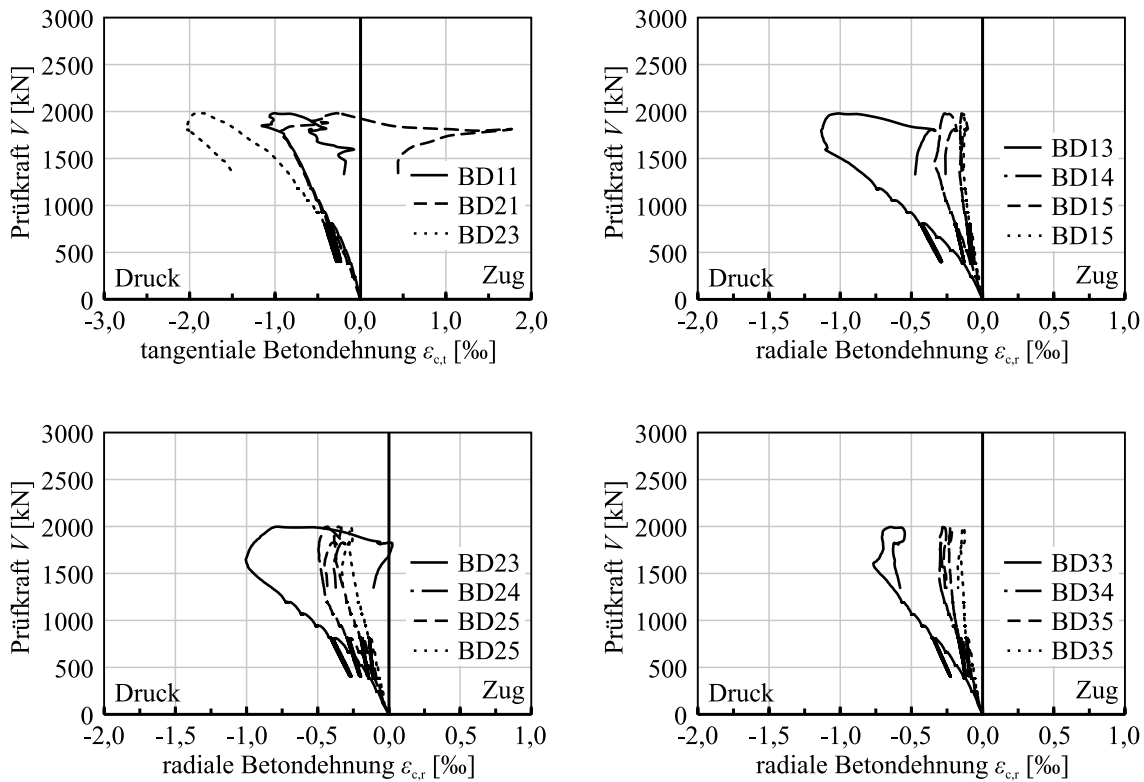 Prüfkraft V [kN]
3000
2500
2000
1500
1000
500
0
BD11
BD21
BD23
Druck
Zug
-3,0 -2,0 -1,0 0,0 1,0 2,0
tangentiale Betondehnung εc,t [‰]
Prüfkraft V [kN]
3000
2500
2000
1500
1000
500
0
BD13
BD14
BD15
BD15
Druck
Zug
-2,0 -1,5 -1,0 -0,5 0,0 0,5 1,0
radiale Betondehnung εc,r [‰]
Prüfkraft V [kN]
3000
2500
2000
1500
1000
500
0
BD23
BD24
BD25
BD25
Druck
Zug
-2,0 -1,5 -1,0 -0,5 0,0 0,5 1,0
radiale Betondehnung εc,r [‰]
Prüfkraft V [kN]
3000
2500
2000
1500
1000
500
0
BD33
BD34
BD35
BD35
Druck
Zug
-2,0 -1,5 -1,0 -0,5 0,0 0,5 1,0
radiale Betondehnung εc,r [‰]